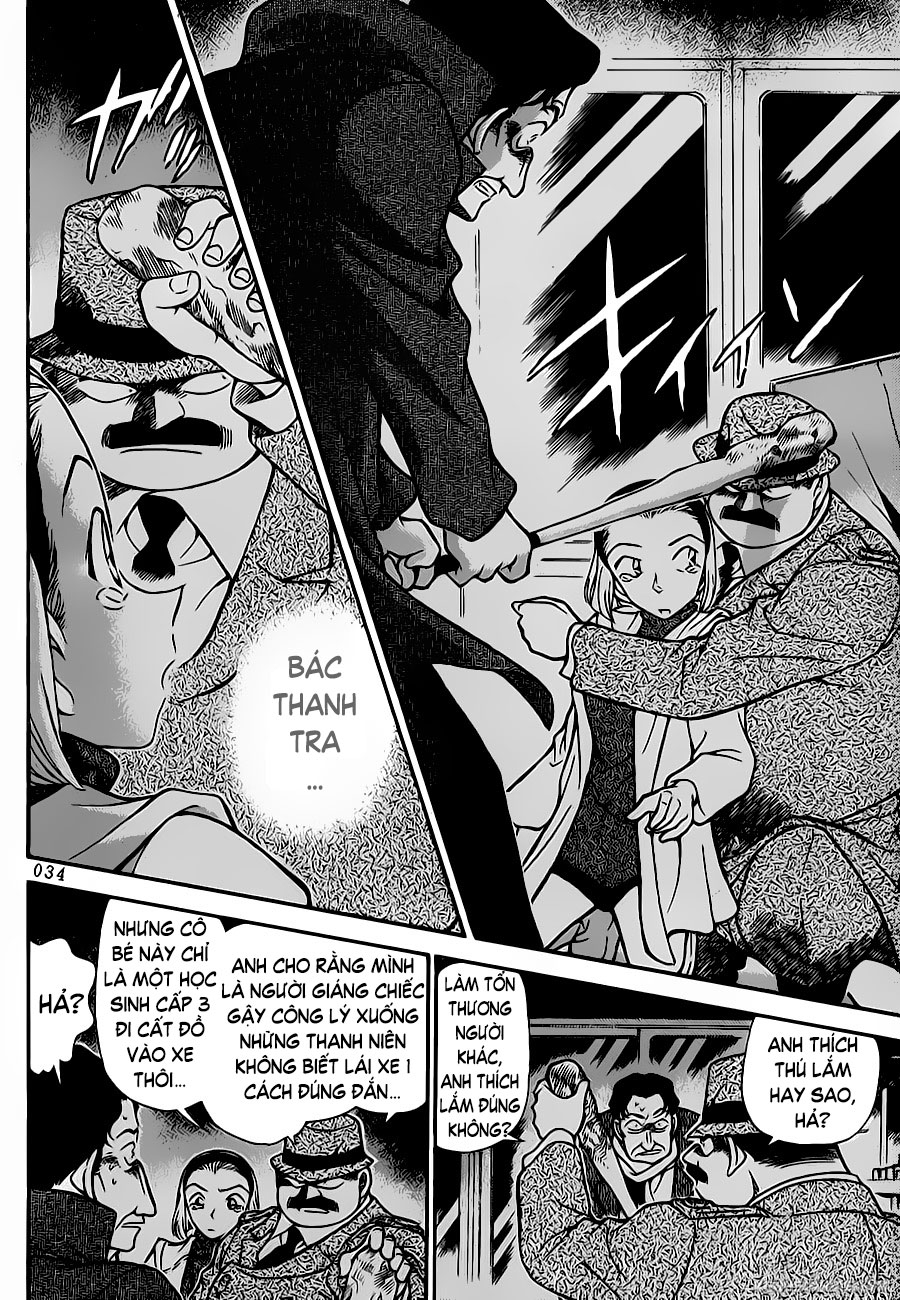 キイイン
ガッ
BÁC
THANH
TRA
...
034
ANH THÍCH
THÚ LẮM
HAY SAO,
HẢ?
LÀM TỔN
THƯƠNG
NGƯỜI
KHÁC,
ANH THÍCH
LẮM ĐÚNG
KHÔNG?
ANH CHO RẰNG MÌNH
LÀ NGƯỜI GIÁNG CHIẾC
GẬY CÔNG LÝ XUỐNG
NHỮNG THANH NIÊN
KHÔNG BIẾT LÁI XE 1
CÁCH ĐÚNG ĐẮN...
NHƯNG CÔ
BÉ NÀY CHỈ
LÀ MỘT HỌC
SINH CẤP 3
ĐI CẤT ĐỒ
VÀO XE
THÔI...
HẢ?